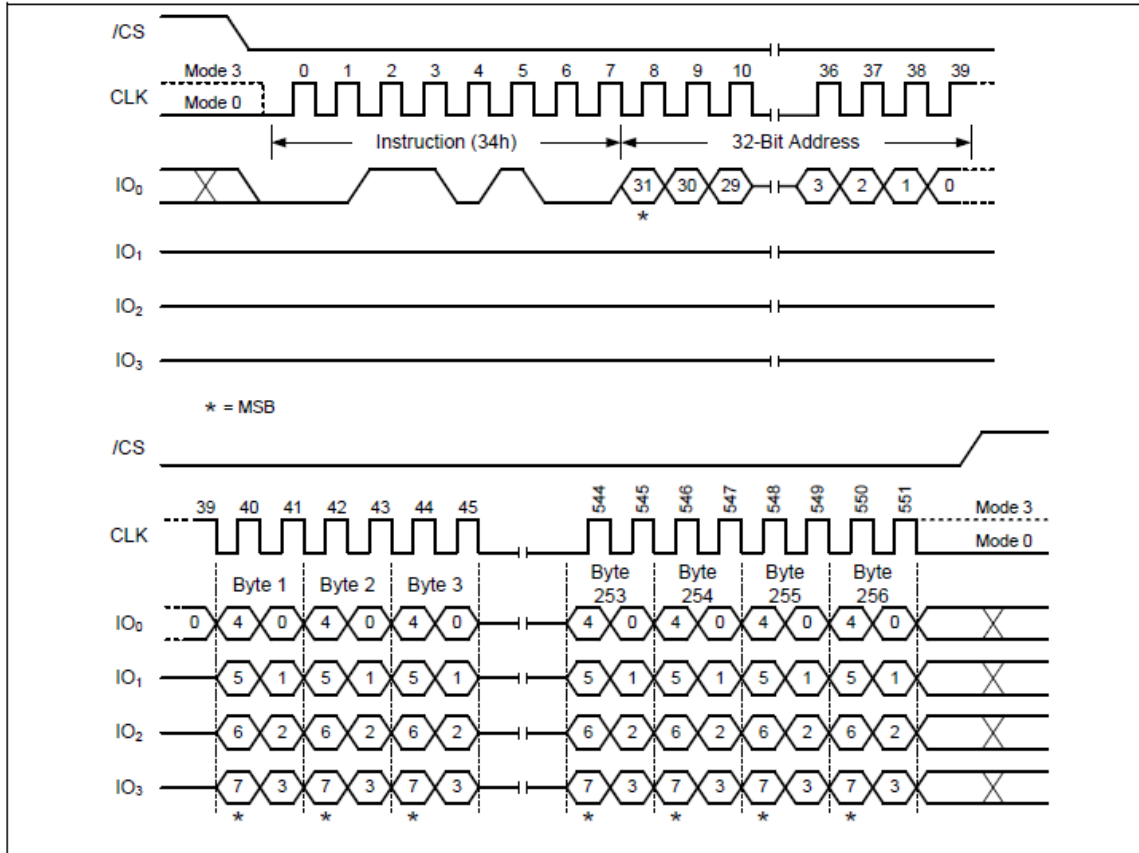 /CS
Mode 3 0 1 2 3 4 5 6 7 8 9 10 36 37 38 39
CLK
Mode 0
Instruction (34h) 32-Bit Address
IO0 31 30 29 3 2 1 0
*
IO1
IO2
IO3
* = MSB
/CS
39 40 41 42 43 44 45 544 545 546 547 548 549 550 551 Mode 3
CLK
Mode 0
Byte 1 Byte 2 Byte 3 Byte 253 Byte 254 Byte 255 Byte 256
IO0 0 4 0 4 0 4 0 4 0 4 0 4 0 4 0
IO1 5 1 5 1 5 1 5 1 5 1 5 1 5 1
IO2 6 2 6 2 6 2 6 2 6 2 6 2 6 2
IO3 7 3 7 3 7 3 7 3 7 3 7 3 7 3
* * * * * * *